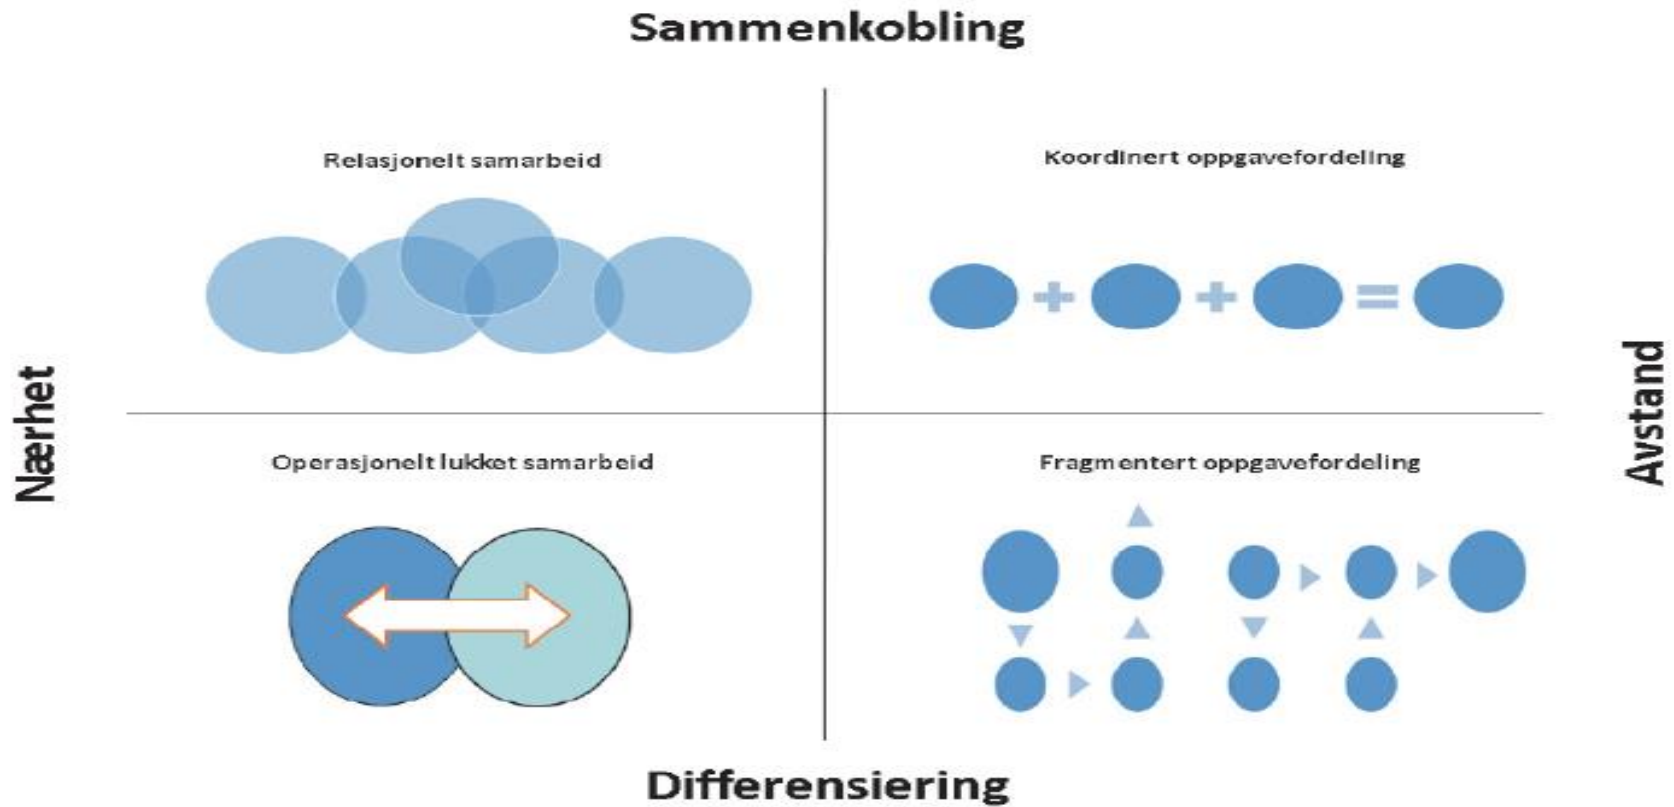 Sammenkobling
Relasjonelt samarbeid
Koordinert oppgavefordeling
Nærhet
Avstand
Operasjonelt lukket samarbeid
Fragmentert oppgavefordeling
Differensiering